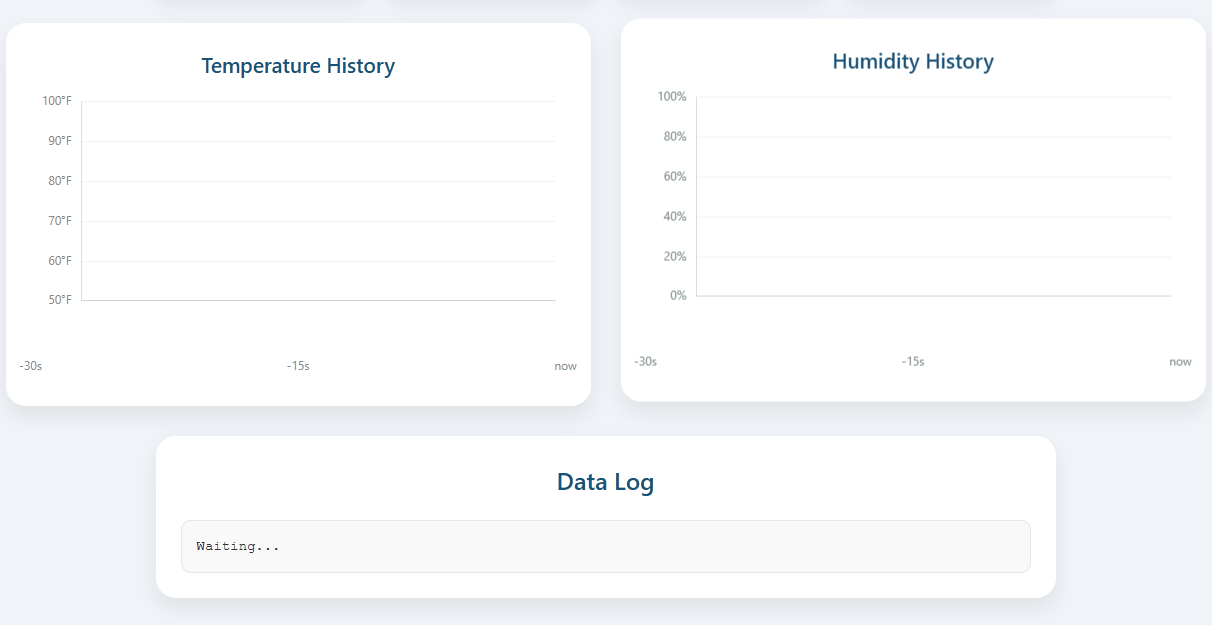 Temperature History
100°F
90°F
80°F
70°F
60°F
50°F
-30s -15s now
Humidity History
100%
80%
60%
40%
20%
0%
-30s -15s now
Data Log
Waiting...